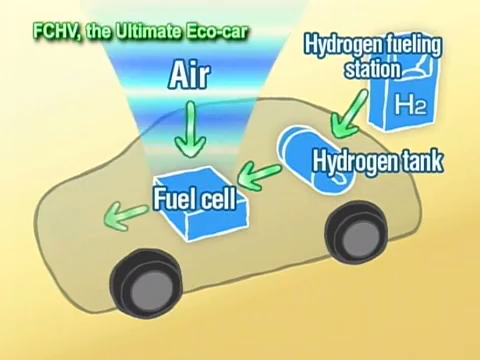 FCHV, the Ultimate Eco-car
Air
Hydrogen fueling
station
H2
Hydrogen tank
Fuel cell